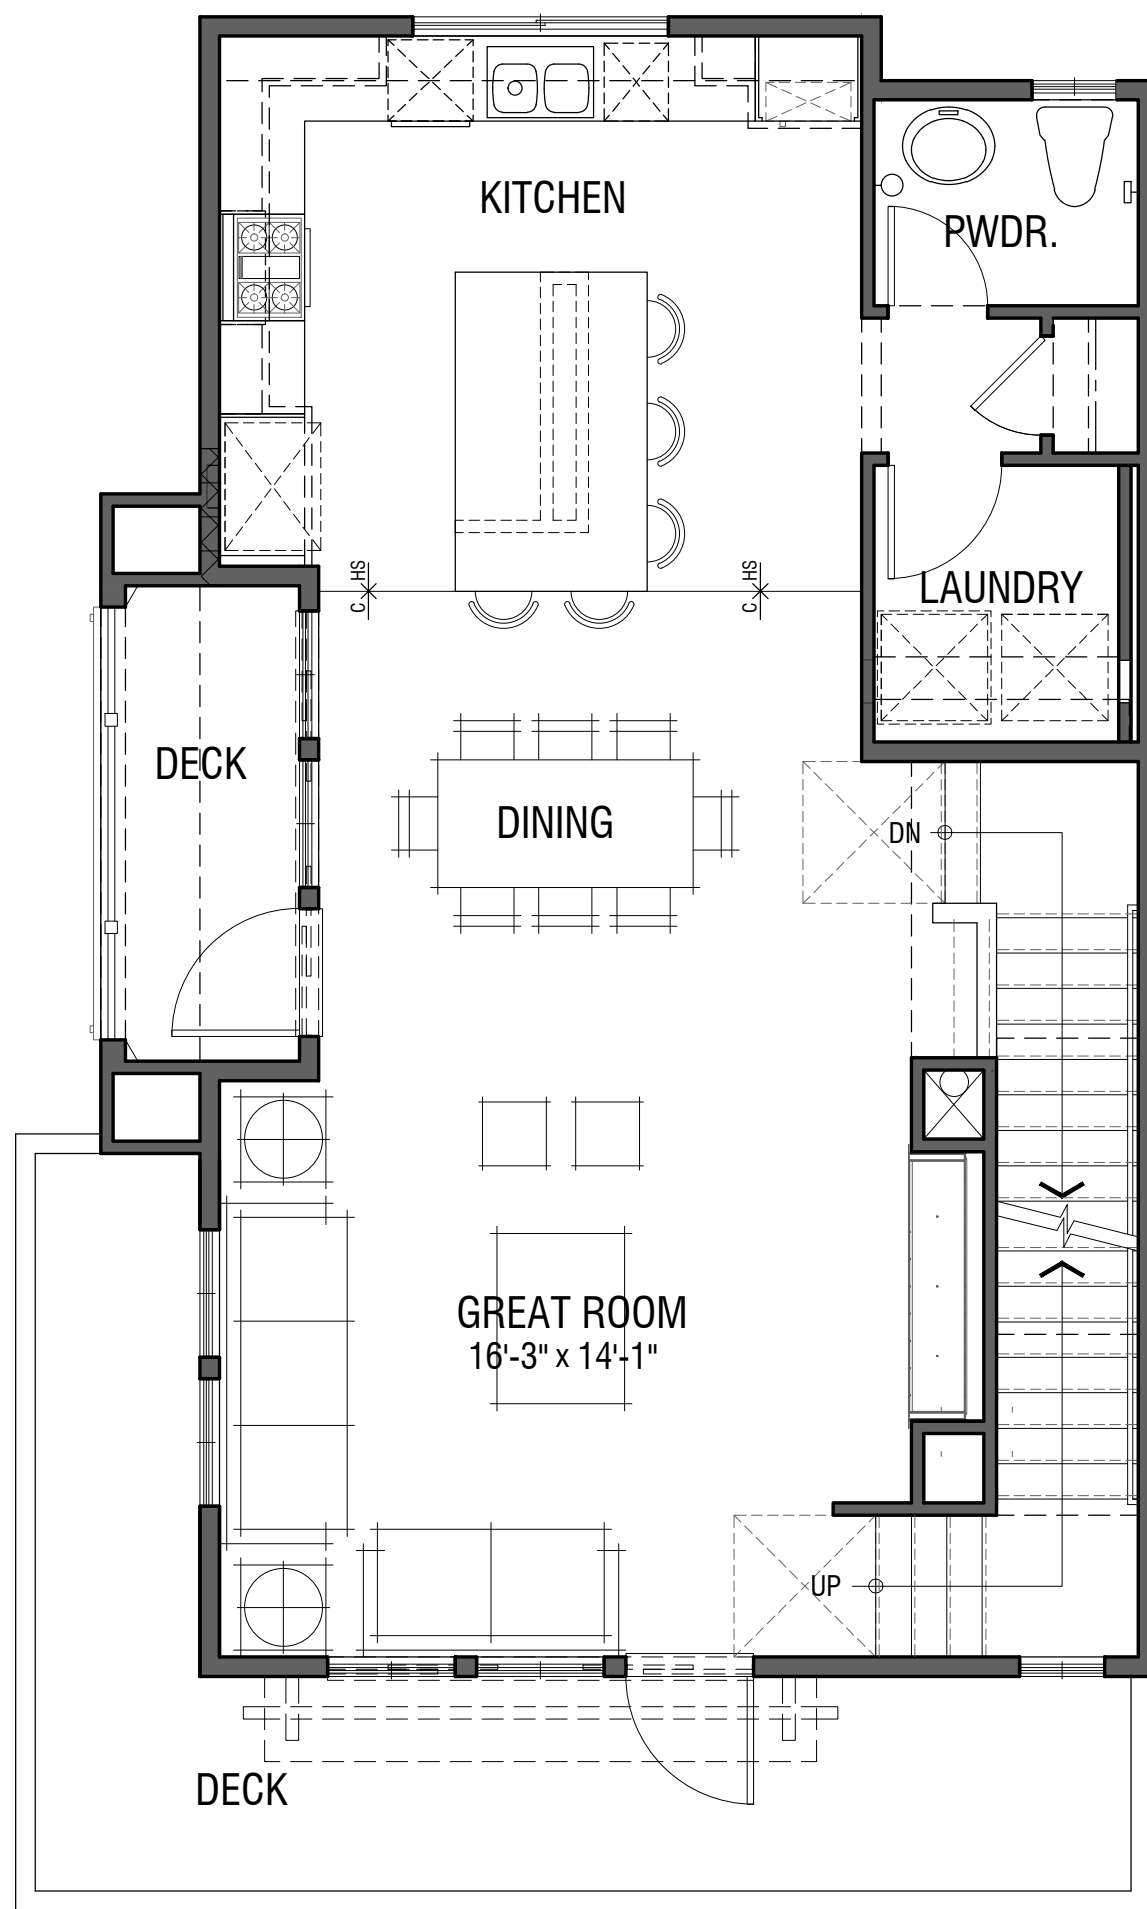 KITCHEN
PWDR.
HS
C
HS
C
LAUNDRY
DECK
DINING
DN
GREAT ROOM
16'-3" x 14'-1"
UP
DECK